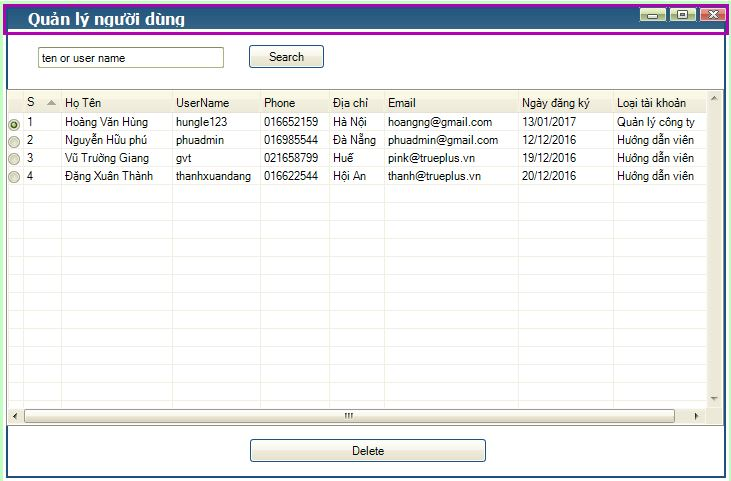 Quản lý người dùng
ten or user name Search
S Họ Tên UserName Phone Địa chỉ Email Ngày đăng ký Loại tài khoản
1 Hoàng Văn Hùng hungle123 016652159 Hà Nội hoangng@gmail.com 13/01/2017 Quản lý công ty
2 Nguyễn Hữu phú phuadmin 016985544 Đà Nẵng phuadmin@gmail.com 12/12/2016 Hướng dẫn viên
3 Vũ Trường Giang gvt 021658799 Huế pink@trueplus.vn 19/12/2016 Hướng dẫn viên
4 Đặng Xuân Thành thanhxuandang 016622544 Hội An thanh@trueplus.vn 20/12/2016 Hướng dẫn viên
Delete